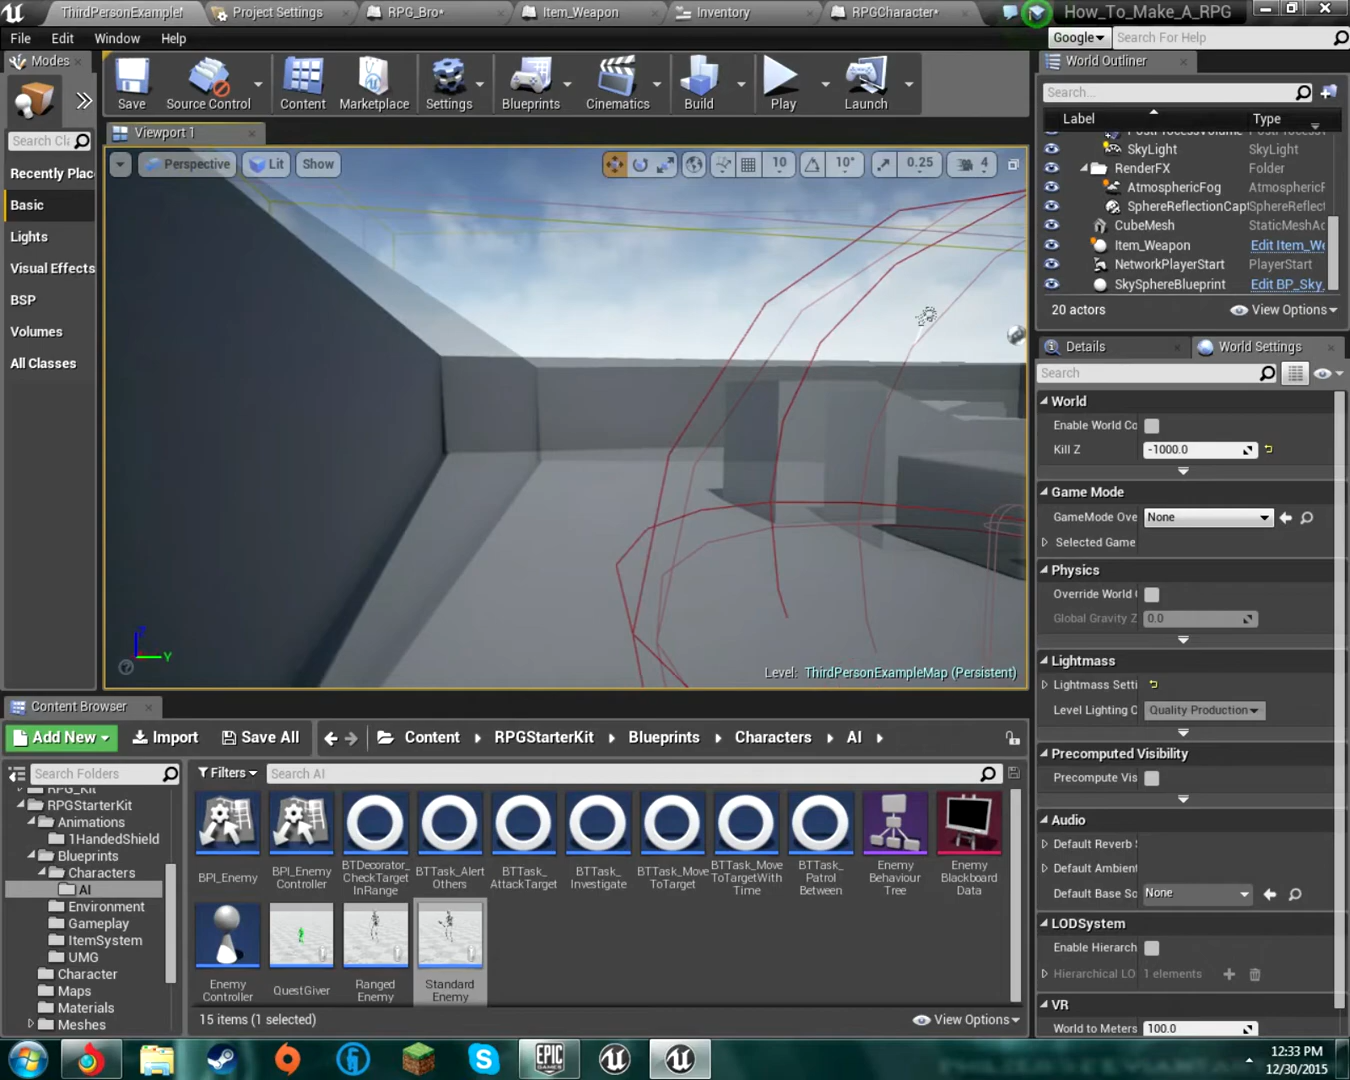 ThirdPersonExample*
Project Settings
RPG_Bro*
Item_Weapon
Inventory
RPGCharacter*
How_To_Make_A_RPG
File Edit Window Help
Google
Search For Help
Modes
World Outliner
Save
Source Control
Content
Marketplace
Settings
Blueprints
Cinematics
Build
Play
Launch
Search...
Label
Type
Viewport 1
Search Cla
Perspective
Lit
Show
10
10°
0.25
4
SkyLight
SkyLight
RenderFX
Folder
AtmosphericFog
AtmosphericF
SphereReflectionCapt
SphereReflect
CubeMesh
StaticMeshAc
Item_Weapon
Edit Item_We
NetworkPlayerStart
PlayerStart
SkySphereBlueprint
Edit BP_Sky_
20 actors
View Options
Recently Plac
Basic
Lights
Visual Effects
BSP
Volumes
All Classes
Details
World Settings
Search
World
Enable World Co
Kill Z
-1000.0
Game Mode
GameMode Ove
None
Selected Game
Physics
Override World
Global Gravity Z
0.0
Lightmass
Lightmass Setti
Level Lighting Q
Quality Production
Precomputed Visibility
Precompute Vis
Audio
Default Reverb S
Default Ambient
Default Base So
None
LODSystem
Enable Hierarch
Hierarchical LO
1 elements
VR
World to Meters
100.0
Z
Y
Level: ThirdPersonExampleMap (Persistent)
Content Browser
Add New
Import
Save All
Content
RPGStarterKit
Blueprints
Characters
AI
Search Folders
Filters
Search AI
RPG_Kit
RPGStarterKit
Animations
1HandedShield
Blueprints
Characters
AI
Environment
Gameplay
ItemSystem
UMG
Character
Maps
Materials
Meshes
BPI_Enemy
BPI_Enemy
Controller
BTDecorator_
CheckTarget
InRange
BTTask_Alert
Others
BTTask_
AttackTarget
BTTask_
Investigate
BTTask_Move
ToTarget
BTTask_Move
ToTargetWith
Time
BTTask_
Patrol
Between
Enemy
Behaviour
Tree
Enemy
Blackboard
Data
Enemy
Controller
QuestGiver
Ranged
Enemy
Standard
Enemy
15 items (1 selected)
View Options
EPIC
GAMES
12:33 PM
12/30/2015